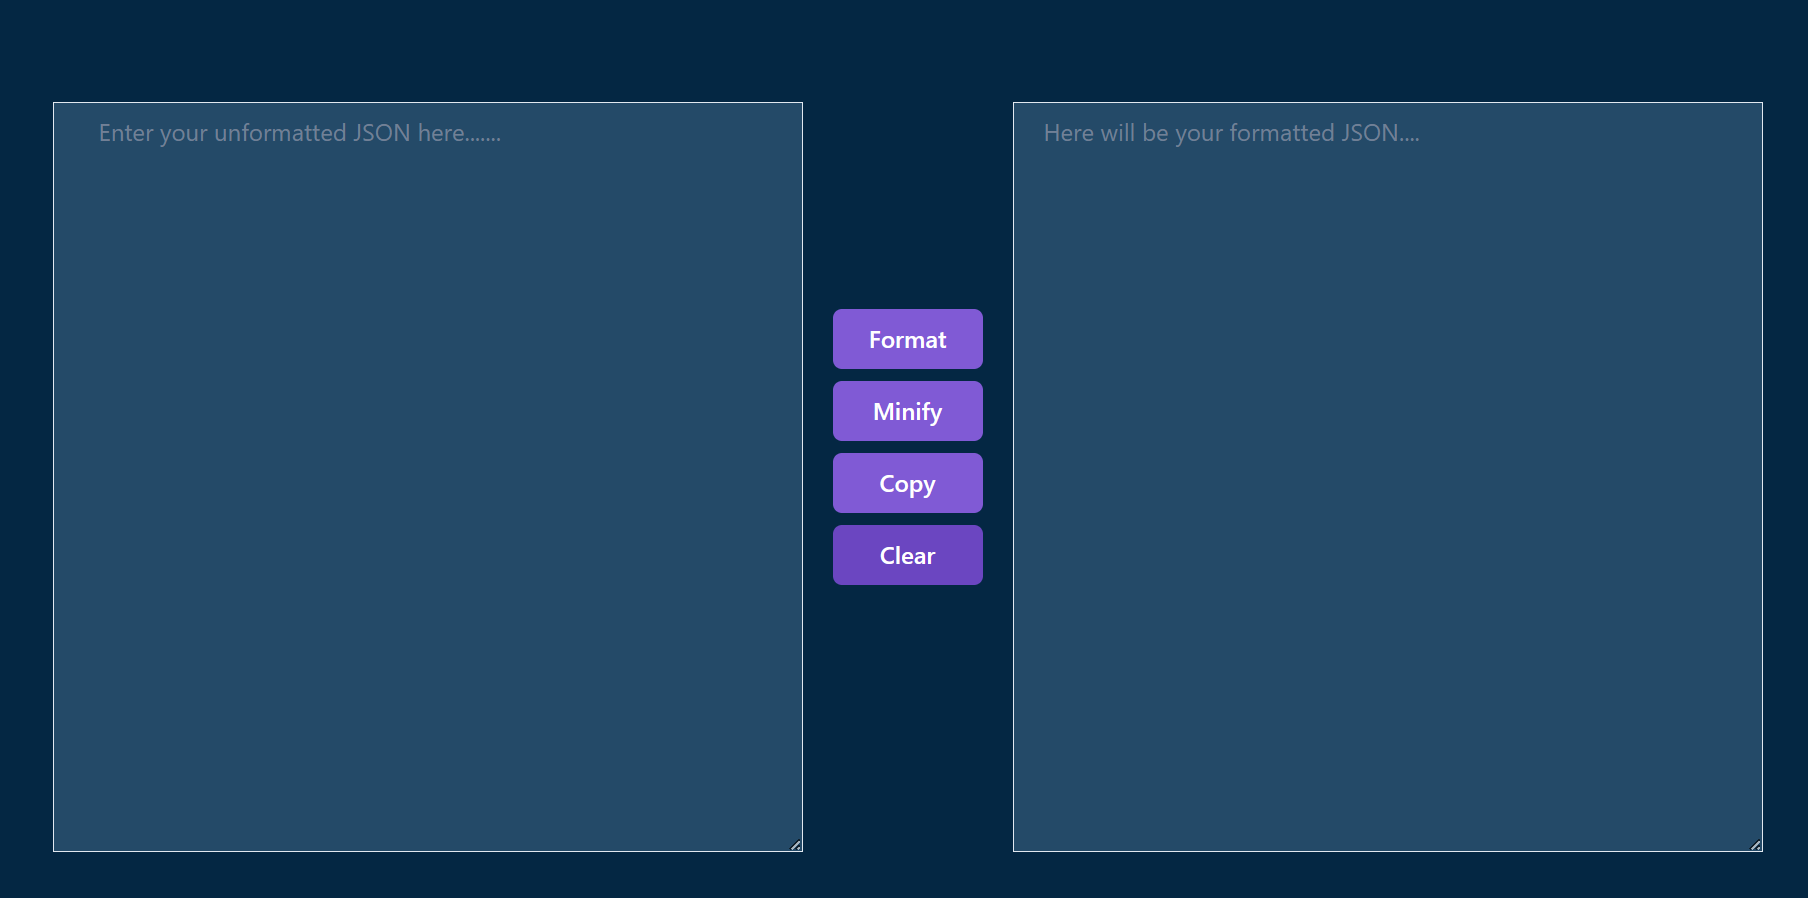 Enter your unformatted JSON here.......
Format
Minify
Copy
Clear
Here will be your formatted JSON....